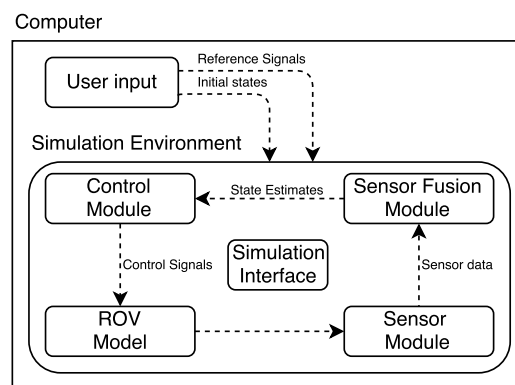 Computer
User input
Reference Signals
Initial states
Simulation Environment
Control
Module
State Estimates
Sensor Fusion
Module
Control Signals
Simulation
Interface
Sensor data
ROV
Model
Sensor
Module